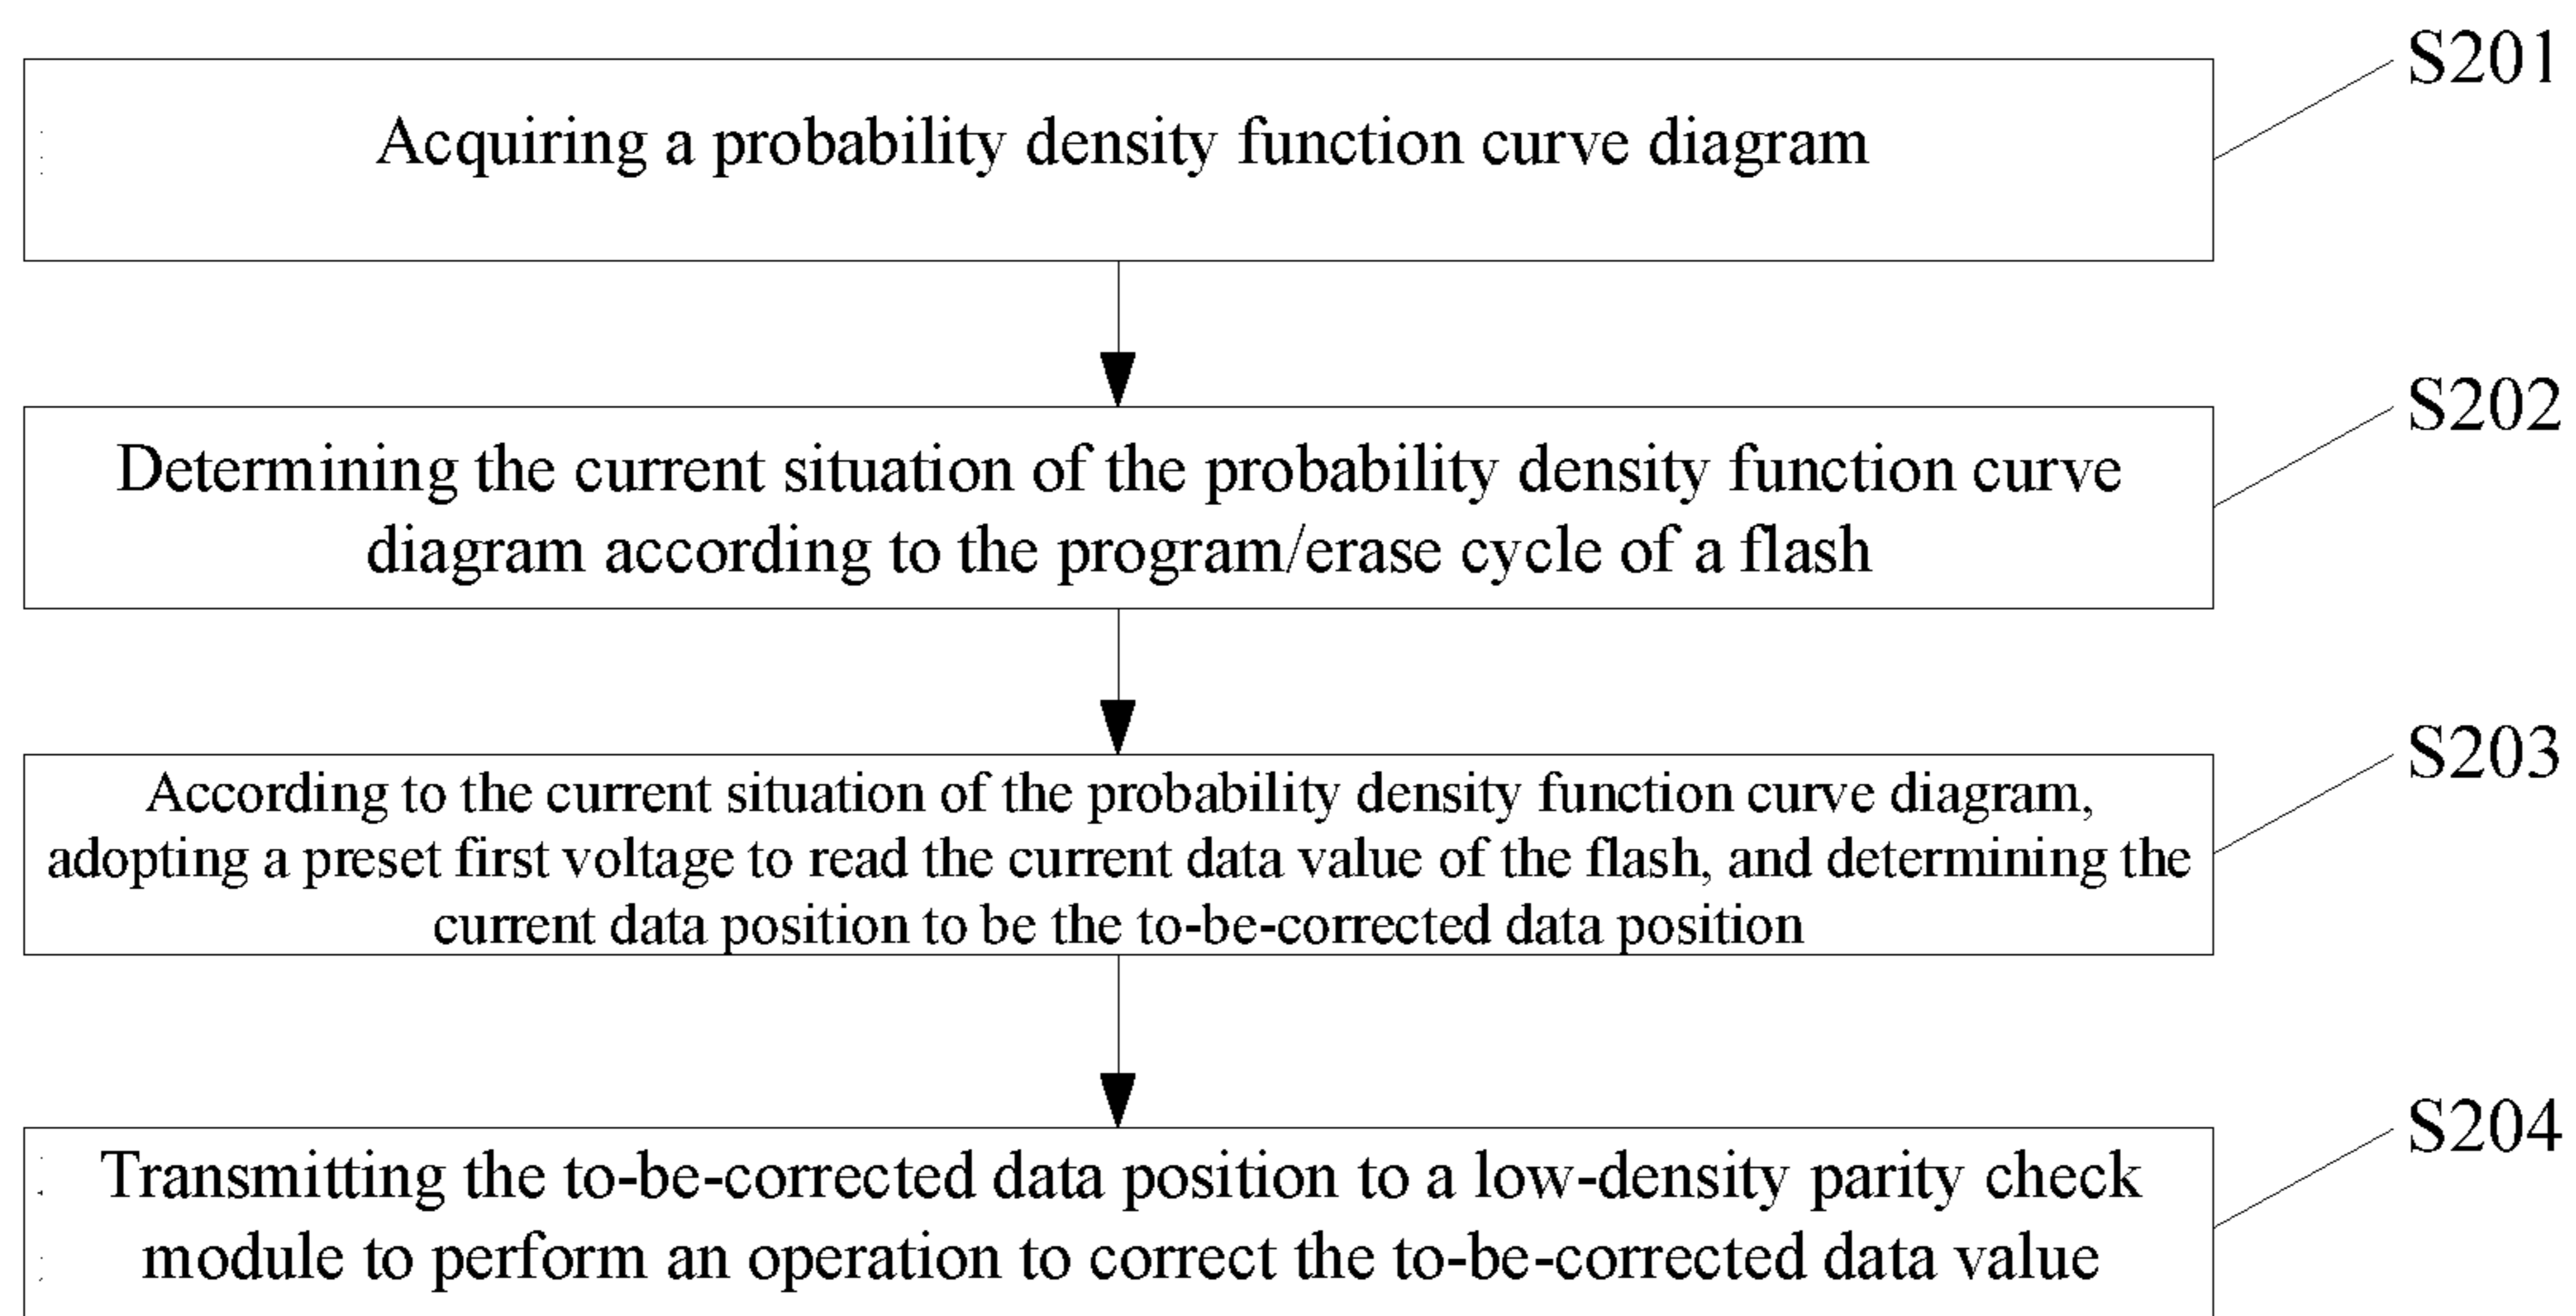 S201
Acquiring a probability density function curve diagram
S202
Determining the current situation of the probability density function curve
diagram according to the program/erase cycle of a flash
S203
According to the current situation of the probability density function curve diagram,
adopting a preset first voltage to read the current data value of the flash, and determining the
current data position to be the to-be-corrected data position
S204
Transmitting the to-be-corrected data position to a low-density parity check
module to perform an operation to correct the to-be-corrected data value